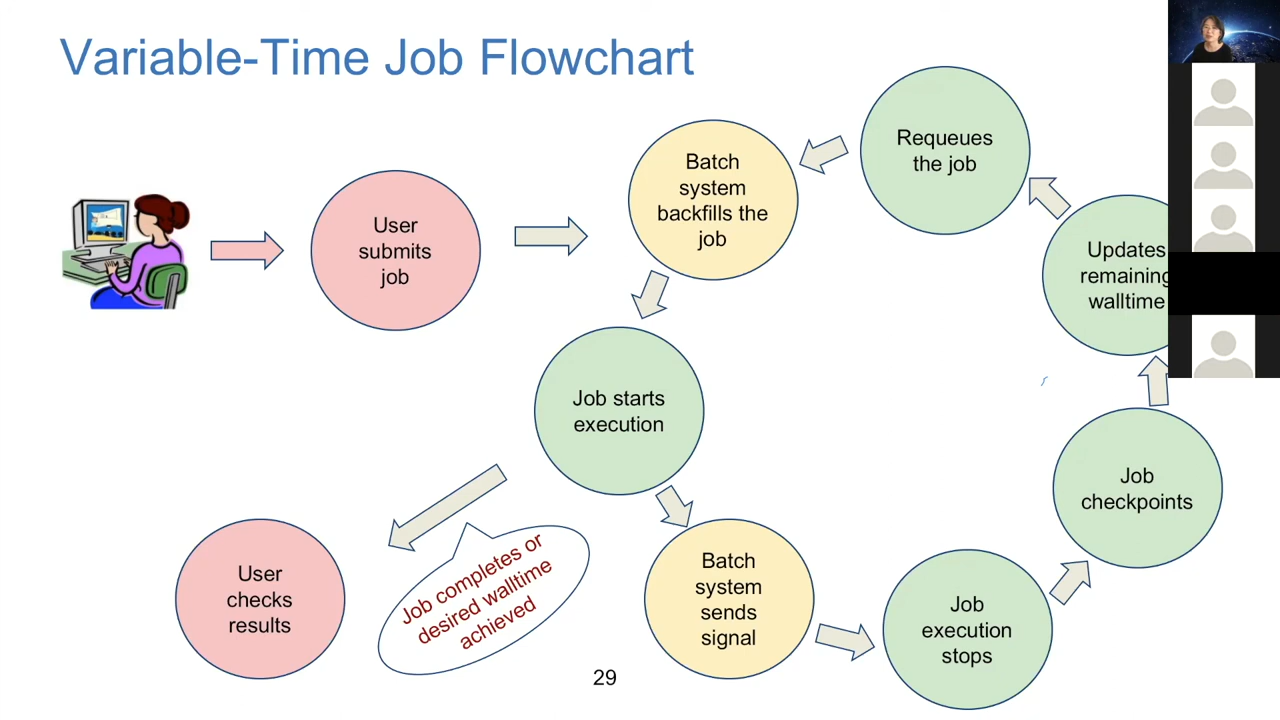 Variable-Time Job Flowchart
User
submits
job
Batch
system
backfills the
job
Requeues
the job
Updates
remaining
walltime
Job starts
execution
Job
checkpoints
User
checks
results
Job completes or
desired walltime
achieved
Batch
system
sends
signal
Job
execution
stops
29